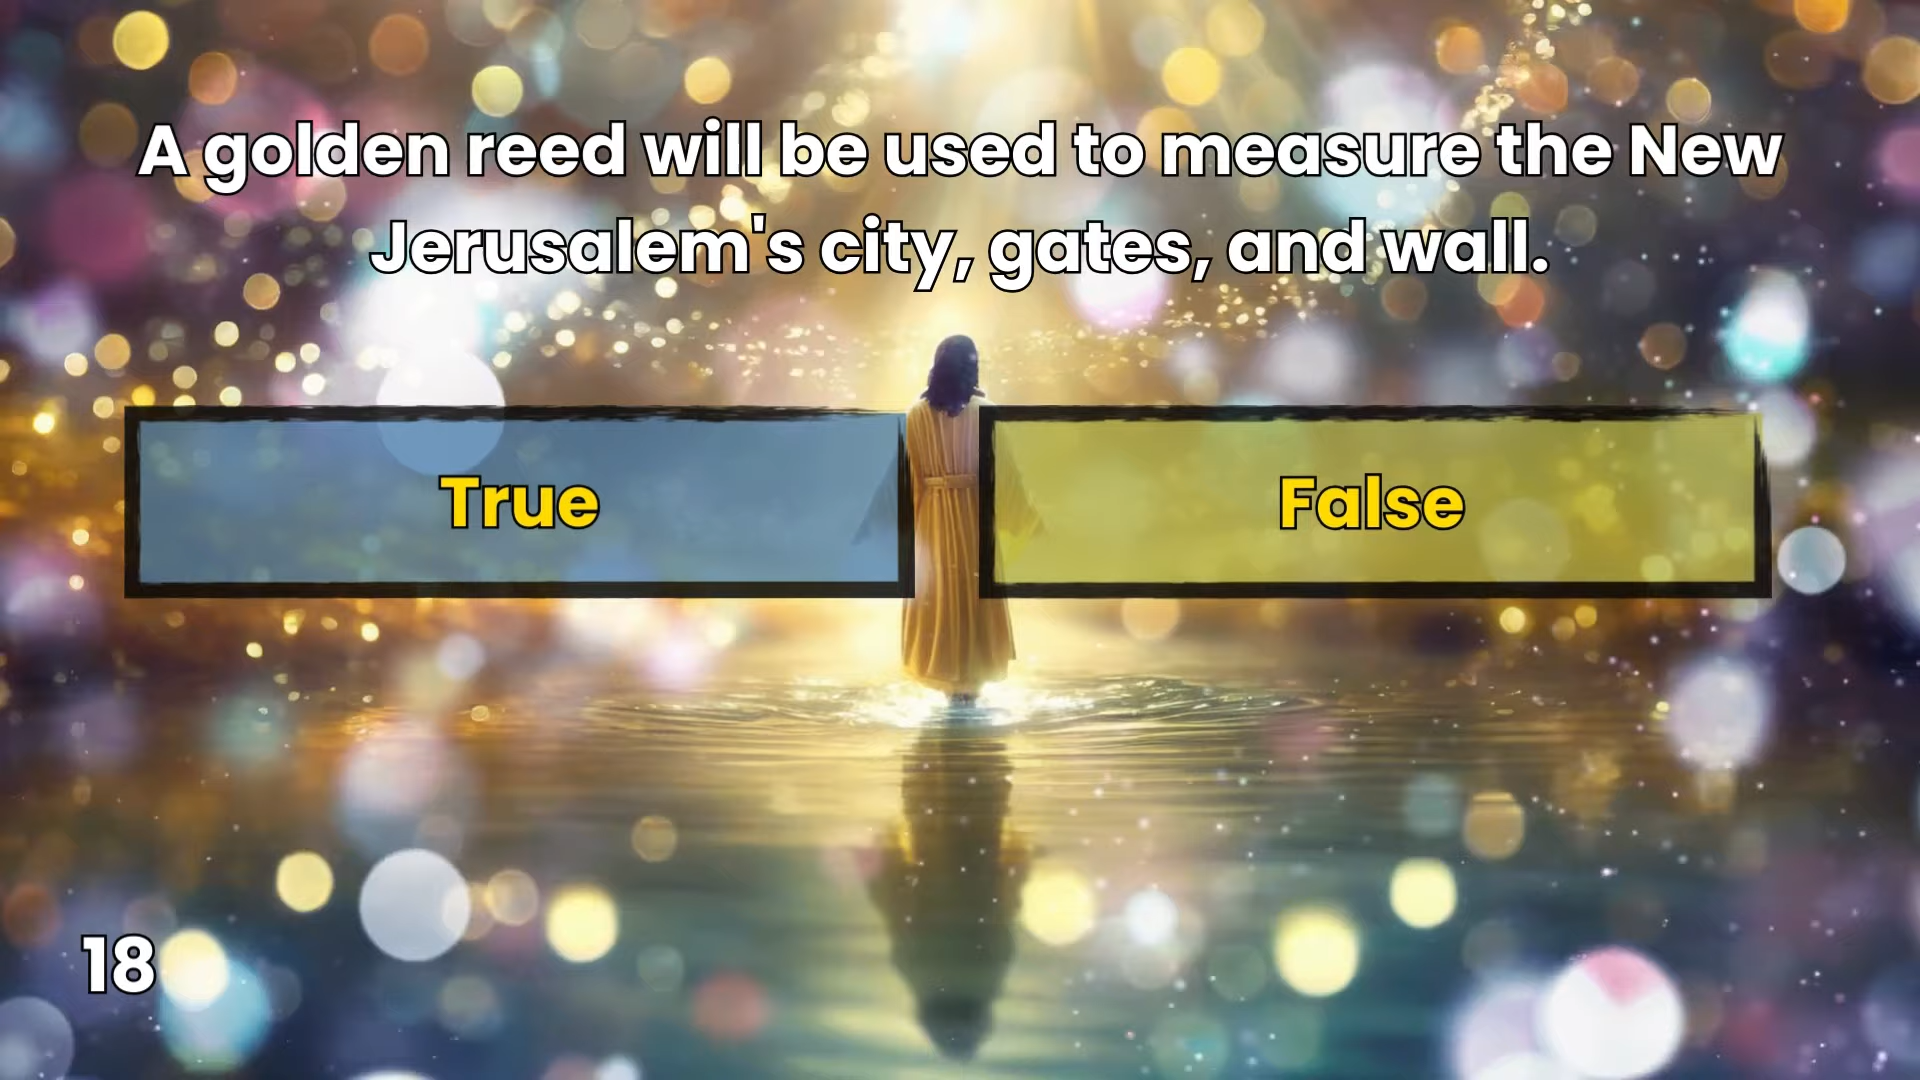 A golden reed will be used to measure the New
Jerusalem's city, gates, and wall.
True
False
18